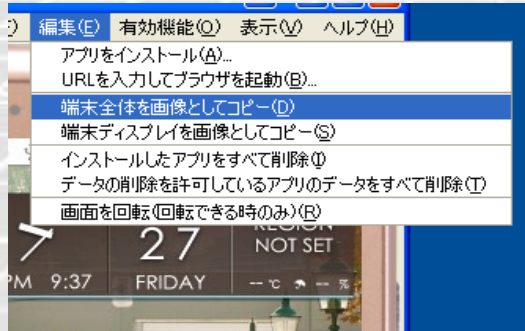 編集(E) 有効機能(O) 表示(V) ヘルプ(H)
アプリをインストール(A)...
URLを入力してブラウザを起動(B)...
端末全体を画像としてコピー(D)
端末ディスプレイを画像としてコピー(S)
インストールしたアプリをすべて削除(I)
データの削除を許可しているアプリのデータをすべて削除(T)
画面を回転(回転できる時のみ)(R)
7 27 REGION
NOT SET
PM 9:37 FRIDAY -- ℃ -- %